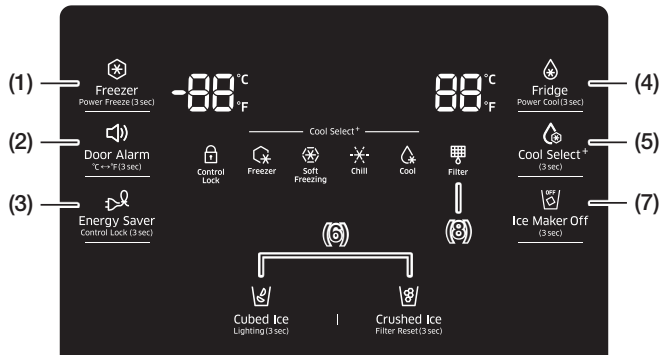 (1)
Freezer
Power Freeze (3 sec)
(2)
Door Alarm
°C ↔ °F (3 sec)
(3)
Energy Saver
Control Lock (3 sec)
-88 °C °F
88 °C °F
Cool Select+
Control Lock
Freezer
Soft Freezing
Chill
Cool
Filter
(4)
Fridge
Power Cool (3 sec)
(5)
Cool Select+
(3 sec)
(7)
OFF
Ice Maker Off
(3 sec)
(6)
(8)
Cubed Ice
Lighting (3 sec)
Crushed Ice
Filter Reset (3 sec)